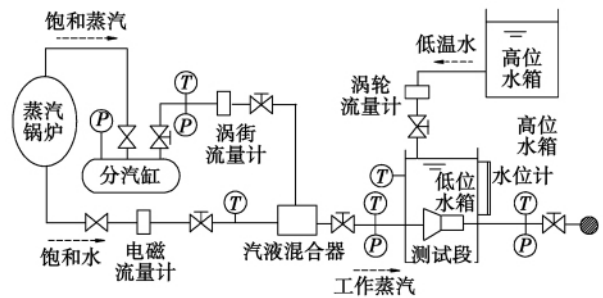 饱和蒸汽
蒸汽
锅炉
P
T
P
涡街
流量计
分汽缸
低温水
高位
水箱
涡轮
流量计
高位
水箱
T
低位
水箱
水位计
T
T
P
T
P
饱和水
电磁
流量计
汽液混合器
测试段
工作蒸汽